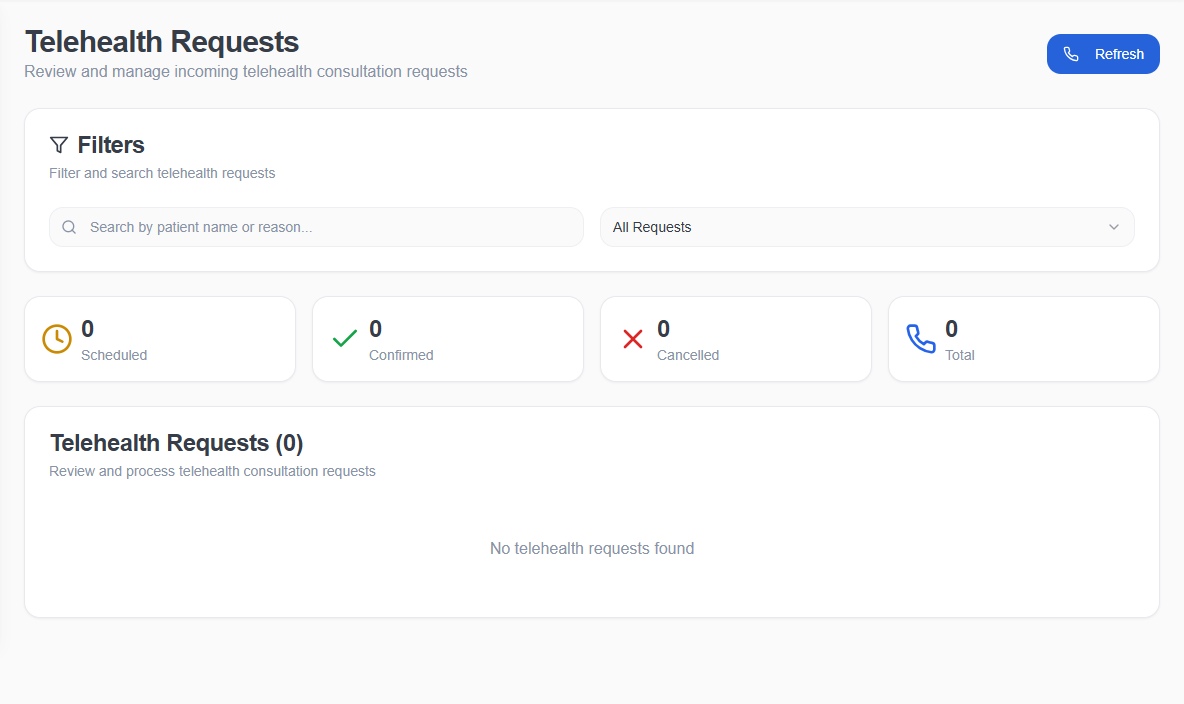 Telehealth Requests
Review and manage incoming telehealth consultation requests
Refresh
Filters
Filter and search telehealth requests
Search by patient name or reason...
All Requests
0
Scheduled
0
Confirmed
0
Cancelled
0
Total
Telehealth Requests (0)
Review and process telehealth consultation requests
No telehealth requests found